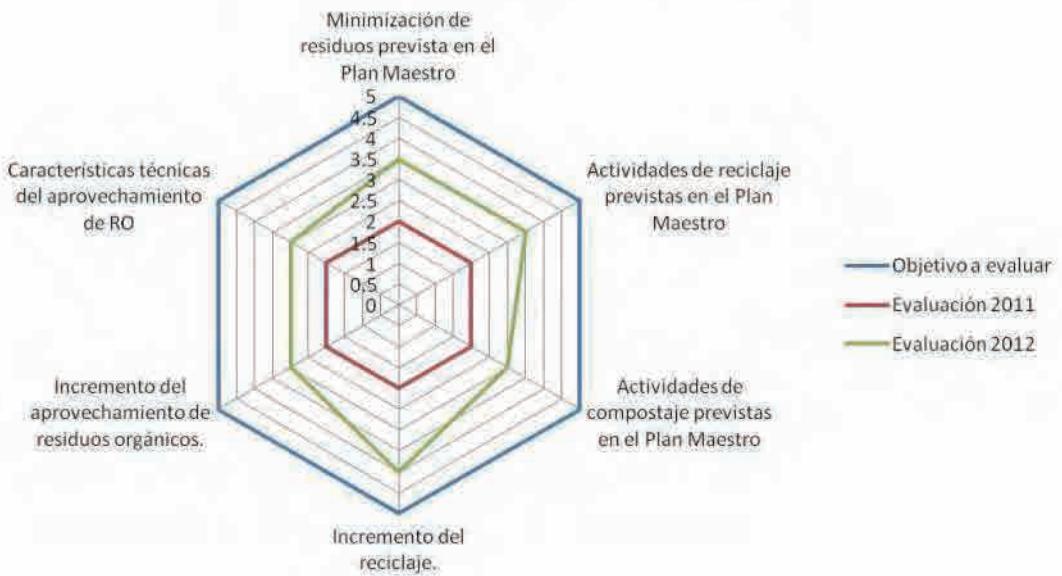 Minimización de
residuos prevista en el
Plan Maestro
5
4.5
4
3.5
3
2.5
2
1.5
1
0.5
0
Actividades de reciclaje
previstas en el Plan
Maestro
Actividades de
compostaje previstas
en el Plan Maestro
Incremento del
reciclaje.
Incremento del
aprovechamiento de
residuos orgánicos.
Características técnicas
del aprovechamiento
de RO
Objetivo a evaluar
Evaluación 2011
Evaluación 2012